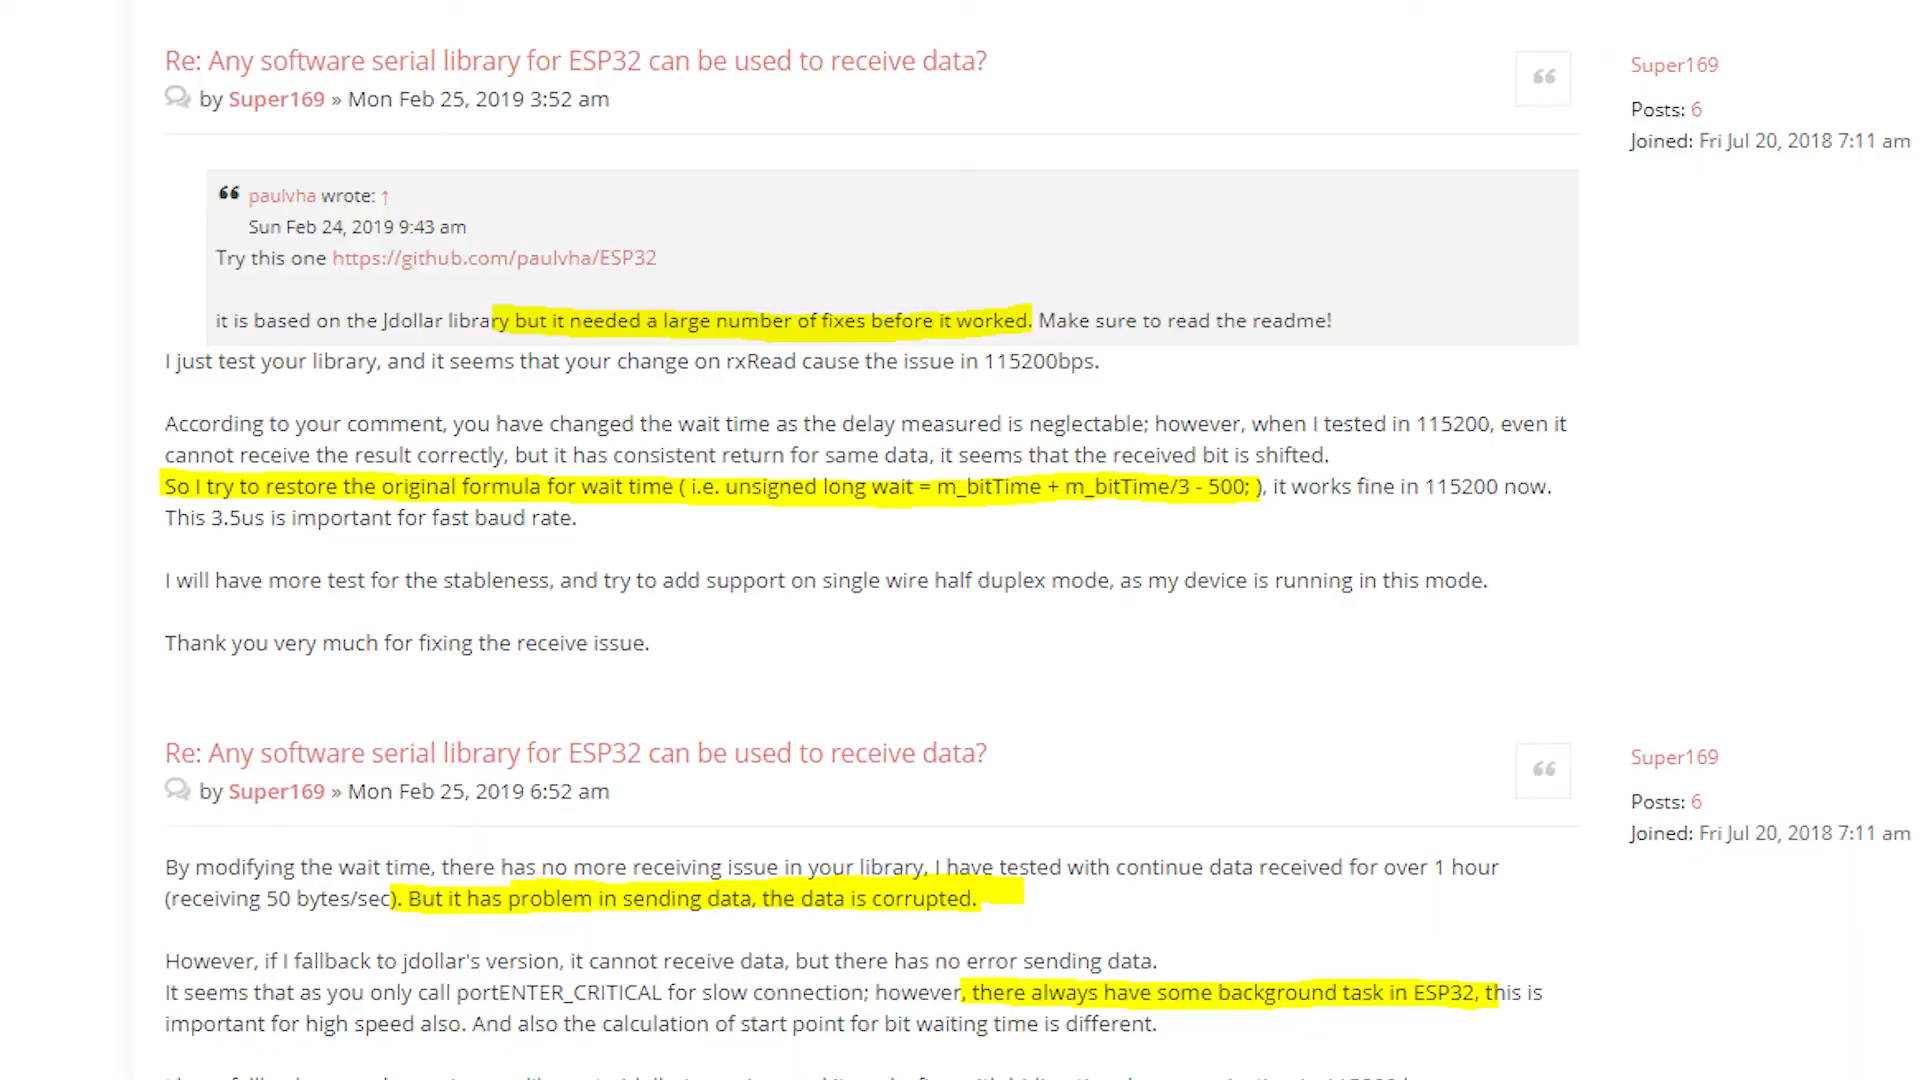 Re: Any software serial library for ESP32 can be used to receive data?
by Super169 » Mon Feb 25, 2019 3:52 am
Super169
Posts: 6
Joined: Fri Jul 20, 2018 7:11 am
paulvha wrote: ↑
Sun Feb 24, 2019 9:43 am
Try this one https://github.com/paulvha/ESP32
it is based on the Jdollar library but it needed a large number of fixes before it worked. Make sure to read the readme!
I just test your library, and it seems that your change on rxRead cause the issue in 115200bps.
According to your comment, you have changed the wait time as the delay measured is neglectable; however, when I tested in 115200, even it
cannot receive the result correctly, but it has consistent return for same data, it seems that the received bit is shifted.
So I try to restore the original formula for wait time ( i.e. unsigned long wait = m_bitTime + m_bitTime/3 - 500; ), it works fine in 115200 now.
This 3.5us is important for fast baud rate.
I will have more test for the stableness, and try to add support on single wire half duplex mode, as my device is running in this mode.
Thank you very much for fixing the receive issue.
Re: Any software serial library for ESP32 can be used to receive data?
by Super169 » Mon Feb 25, 2019 6:52 am
Super169
Posts: 6
Joined: Fri Jul 20, 2018 7:11 am
By modifying the wait time, there has no more receiving issue in your library, I have tested with continue data received for over 1 hour
(receiving 50 bytes/sec). But it has problem in sending data, the data is corrupted.
However, if I fallback to jdollar's version, it cannot receive data, but there has no error sending data.
It seems that as you only call portENTER_CRITICAL for slow connection; however, there always have some background task in ESP32, this is
important for high speed also. And also the calculation of start point for bit waiting time is different.